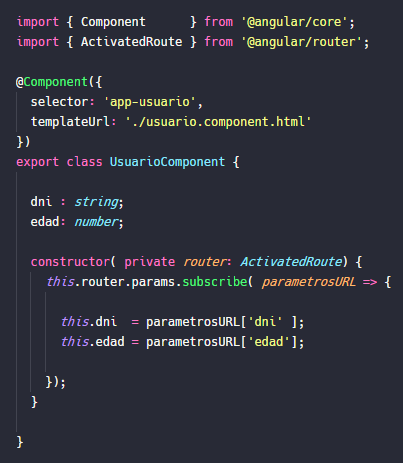 import { Component      } from '@angular/core';
import { ActivatedRoute } from '@angular/router';
@Component({
  selector: 'app-usuario',
  templateUrl: './usuario.component.html'
})
export class UsuarioComponent {
  dni : string;
  edad: number;
  constructor( private router: ActivatedRoute) {
    this.router.params.subscribe( parametrosURL => {
      this.dni  = parametrosURL['dni' ];
      this.edad = parametrosURL['edad'];
    });
  }
}